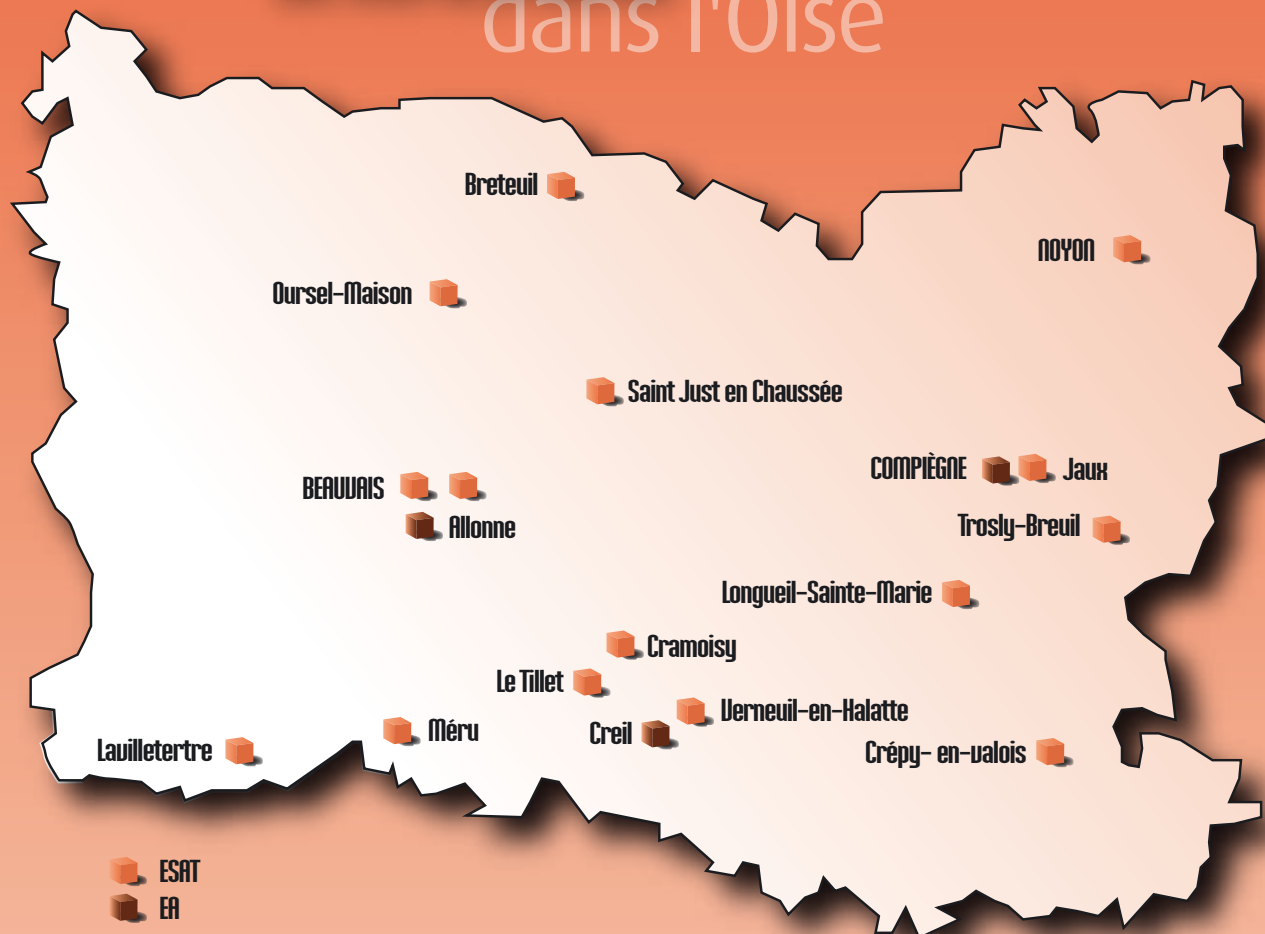 dans l'Oise
Breteuil
NOYON
Oursel-Maison
Saint Just en Chaussée
COMPIÈGNE
Jaux
BEAUVAIS
Allonne
Trosly-Breuil
Longueil-Sainte-Marie
Cramoisy
Le Tillet
Verneuil-en-Halatte
Creil
Méru
Lavilletertre
Crépy- en-valois
ESAT
EA